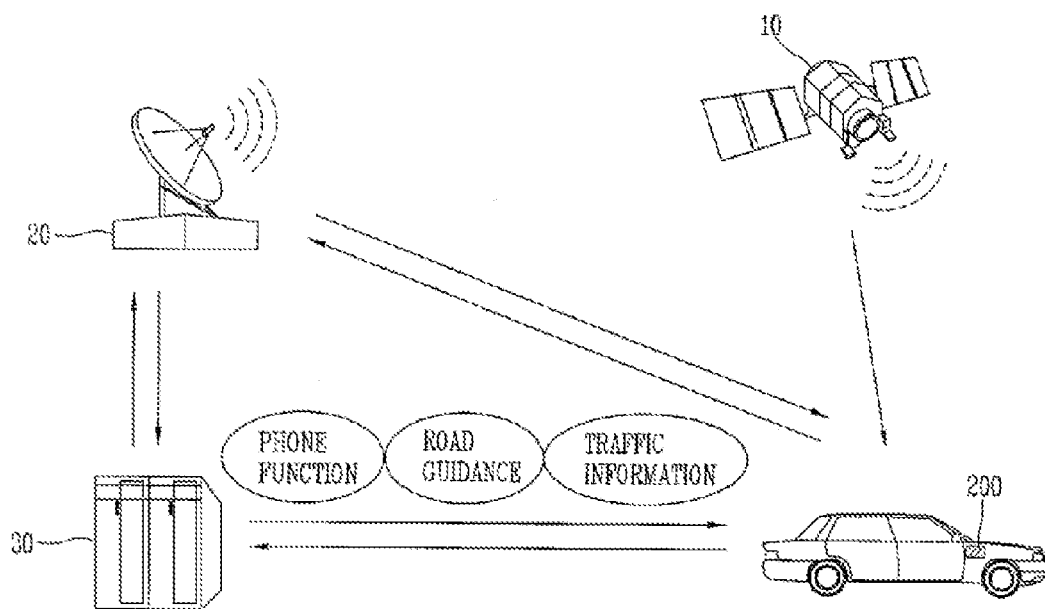 10
20
PHONE
FUNCTION
ROAD
GUIDANCE
TRAFFIC
INFORMATION
200
30